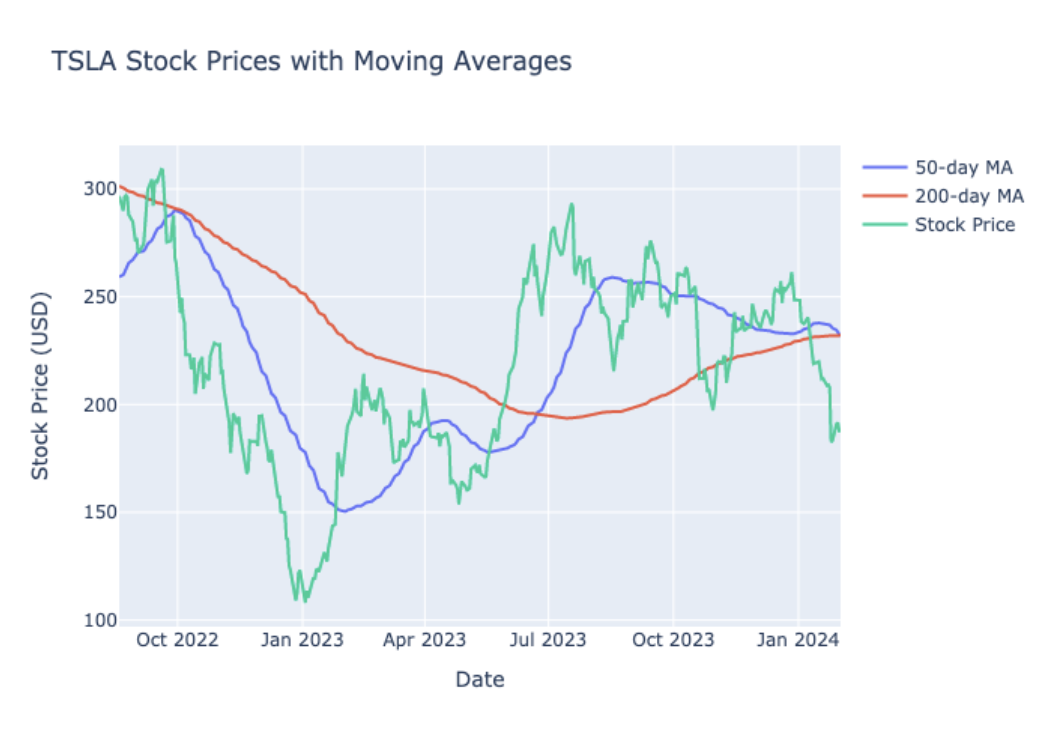 TSLA Stock Prices with Moving Averages
50-day MA
200-day MA
Stock Price
Stock Price (USD)
300
250
200
150
100
Oct 2022 Jan 2023 Apr 2023 Jul 2023 Oct 2023 Jan 2024
Date